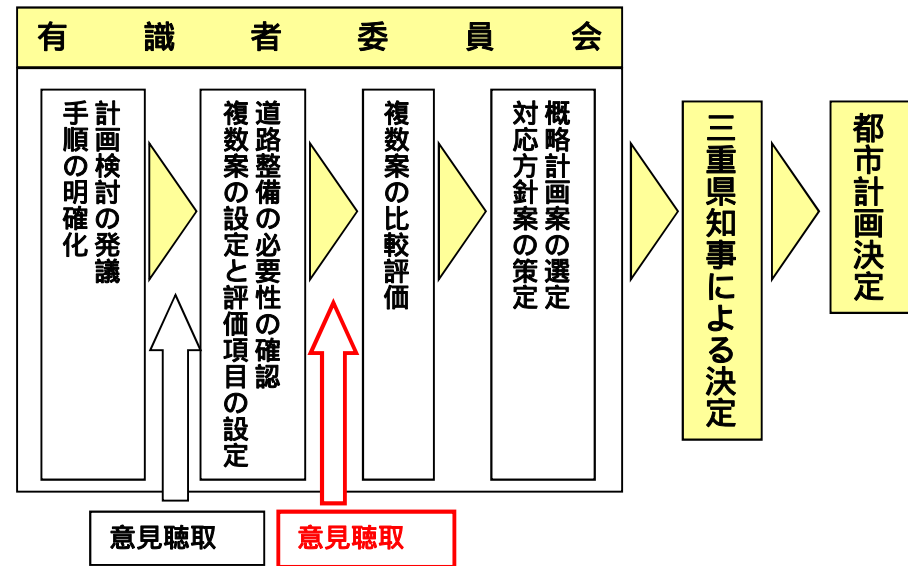 有識者委員会
計画検討の発議
手順の明確化
道路整備の必要性の確認
複数案の設定と評価項目の設定
複数案の比較評価
概略計画案の選定
対応方針案の策定
三重県知事による決定
都市計画決定
意見聴取
意見聴取